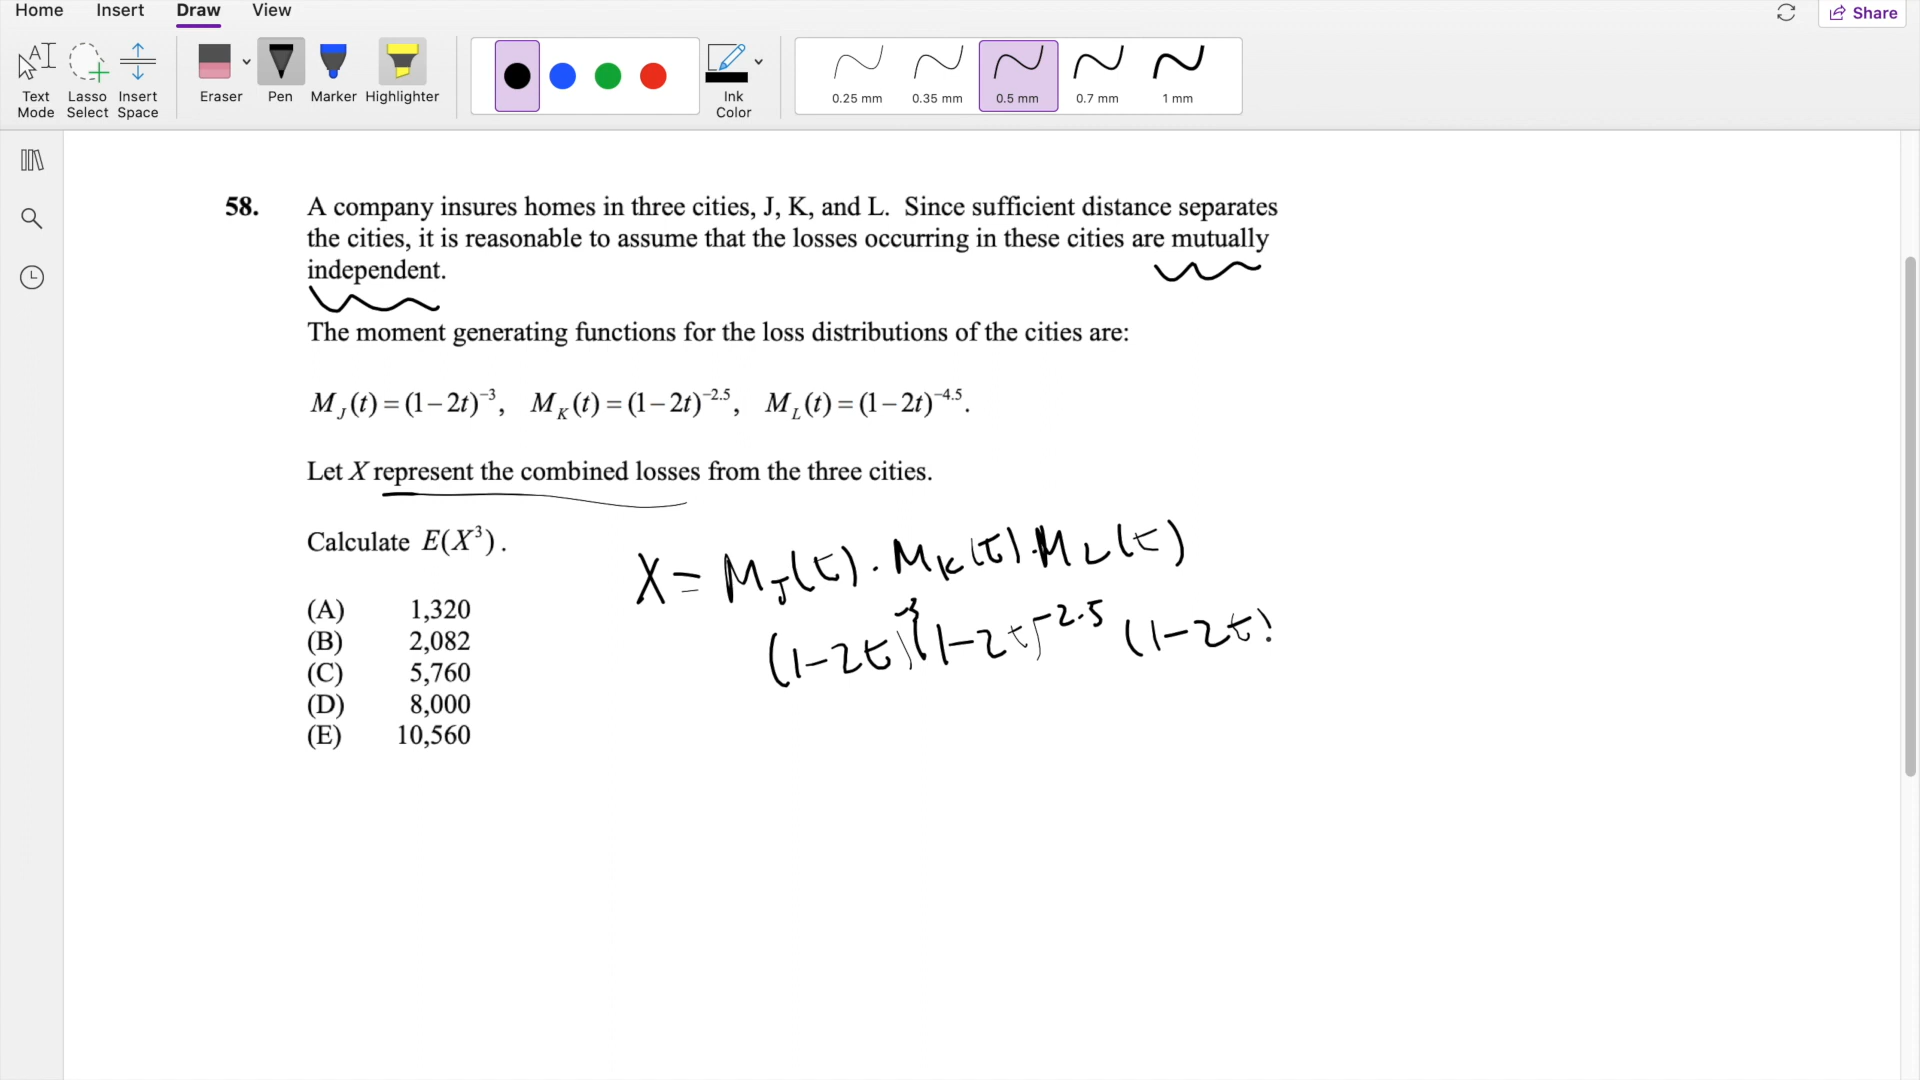 Home Insert Draw View
Share
Text Mode
Lasso Select
Insert Space
Eraser
Pen
Marker
Highlighter
Ink Color
0.25 mm
0.35 mm
0.5 mm
0.7 mm
1 mm
58. A company insures homes in three cities, J, K, and L. Since sufficient distance separates
the cities, it is reasonable to assume that the losses occurring in these cities are mutually
independent.
The moment generating functions for the loss distributions of the cities are:
M_J(t) = (1−2t)^{−3}, M_K(t) = (1−2t)^{−2.5}, M_L(t) = (1−2t)^{−4.5}.
Let X represent the combined losses from the three cities.
Calculate E(X³).
X = M_J(t) · M_K(t) · M_L(t)
(1−2t)^{−3} (1−2t)^{−2.5} (1−2t)
(A) 1,320
(B) 2,082
(C) 5,760
(D) 8,000
(E) 10,560